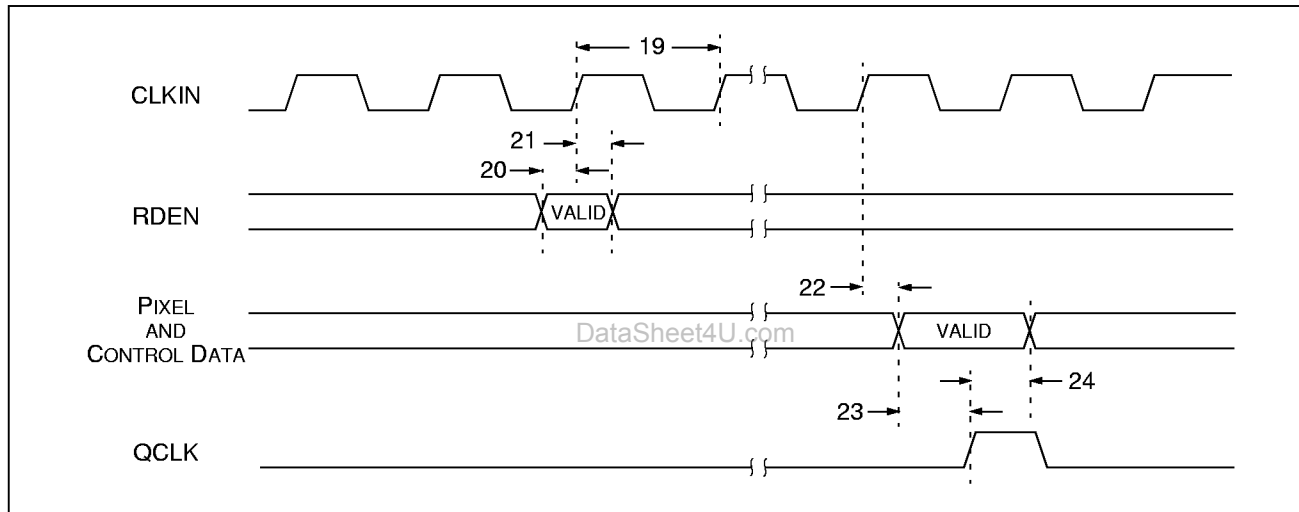 19
CLKIN
21
20
RDEN
VALID
22
PIXEL
AND
CONTROL DATA
VALID
DataSheet4U.com
24
23
QCLK